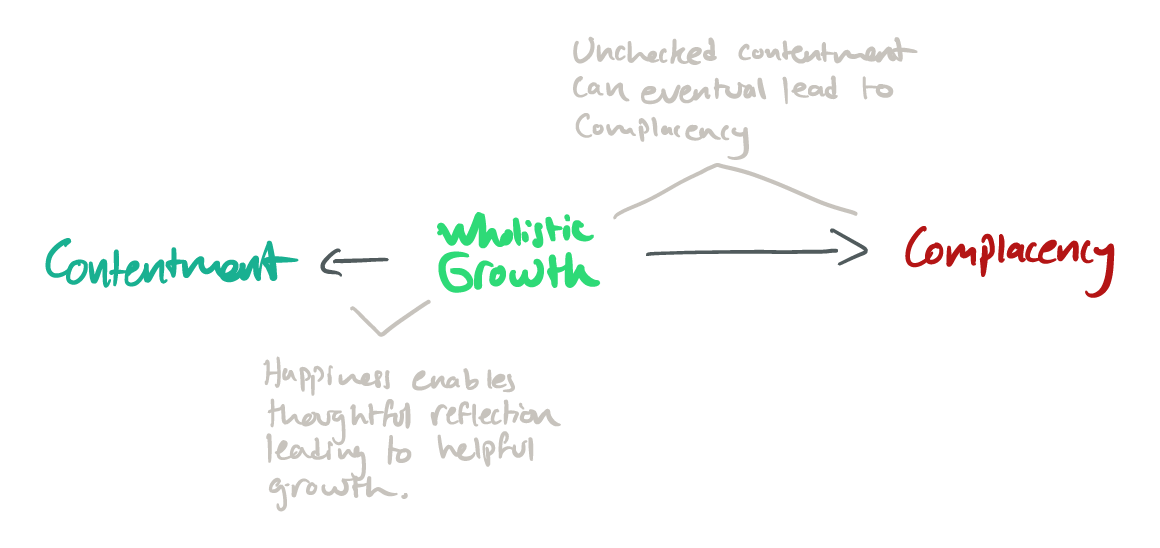 Unchecked contentment
can eventual lead to
Complacency
Contentment
Wholistic
Growth
Complacency
Happiness enables
thoughtful reflection
leading to helpful
growth.